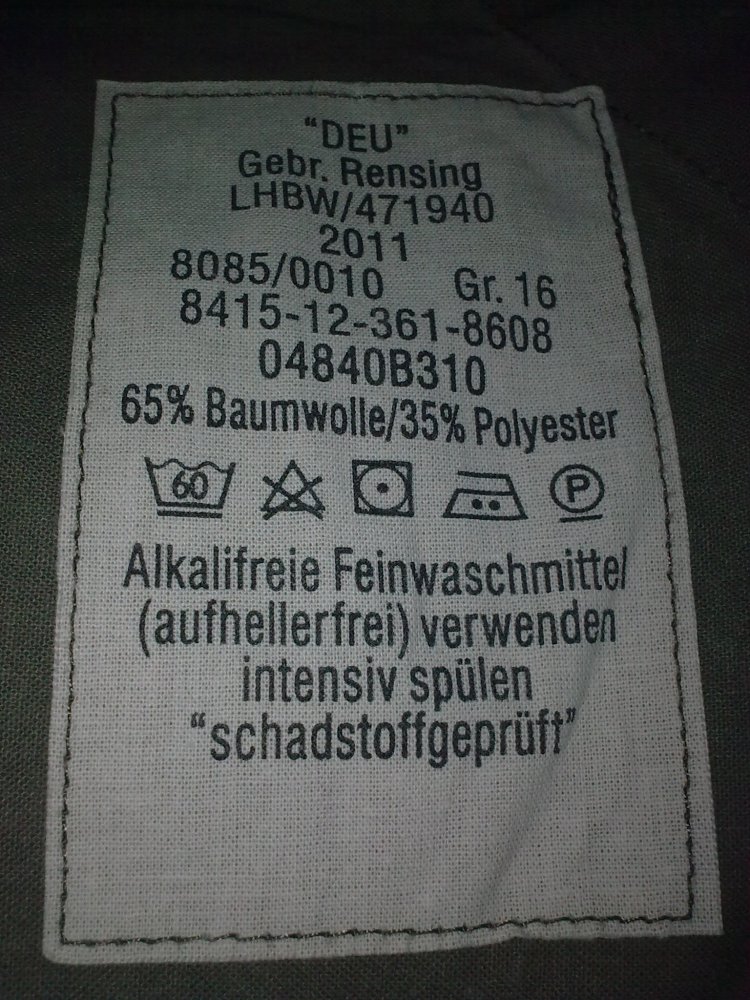 “DEU”
Gebr. Rensing
LHBW/471940
2011
8085/0010 Gr. 16
8415-12-361-8608
04840B310
65% Baumwolle/35% Polyester
60 P
Alkalifreie Feinwaschmittel
(aufhellerfrei) verwenden
intensiv spülen
“schadstoffgeprüft”